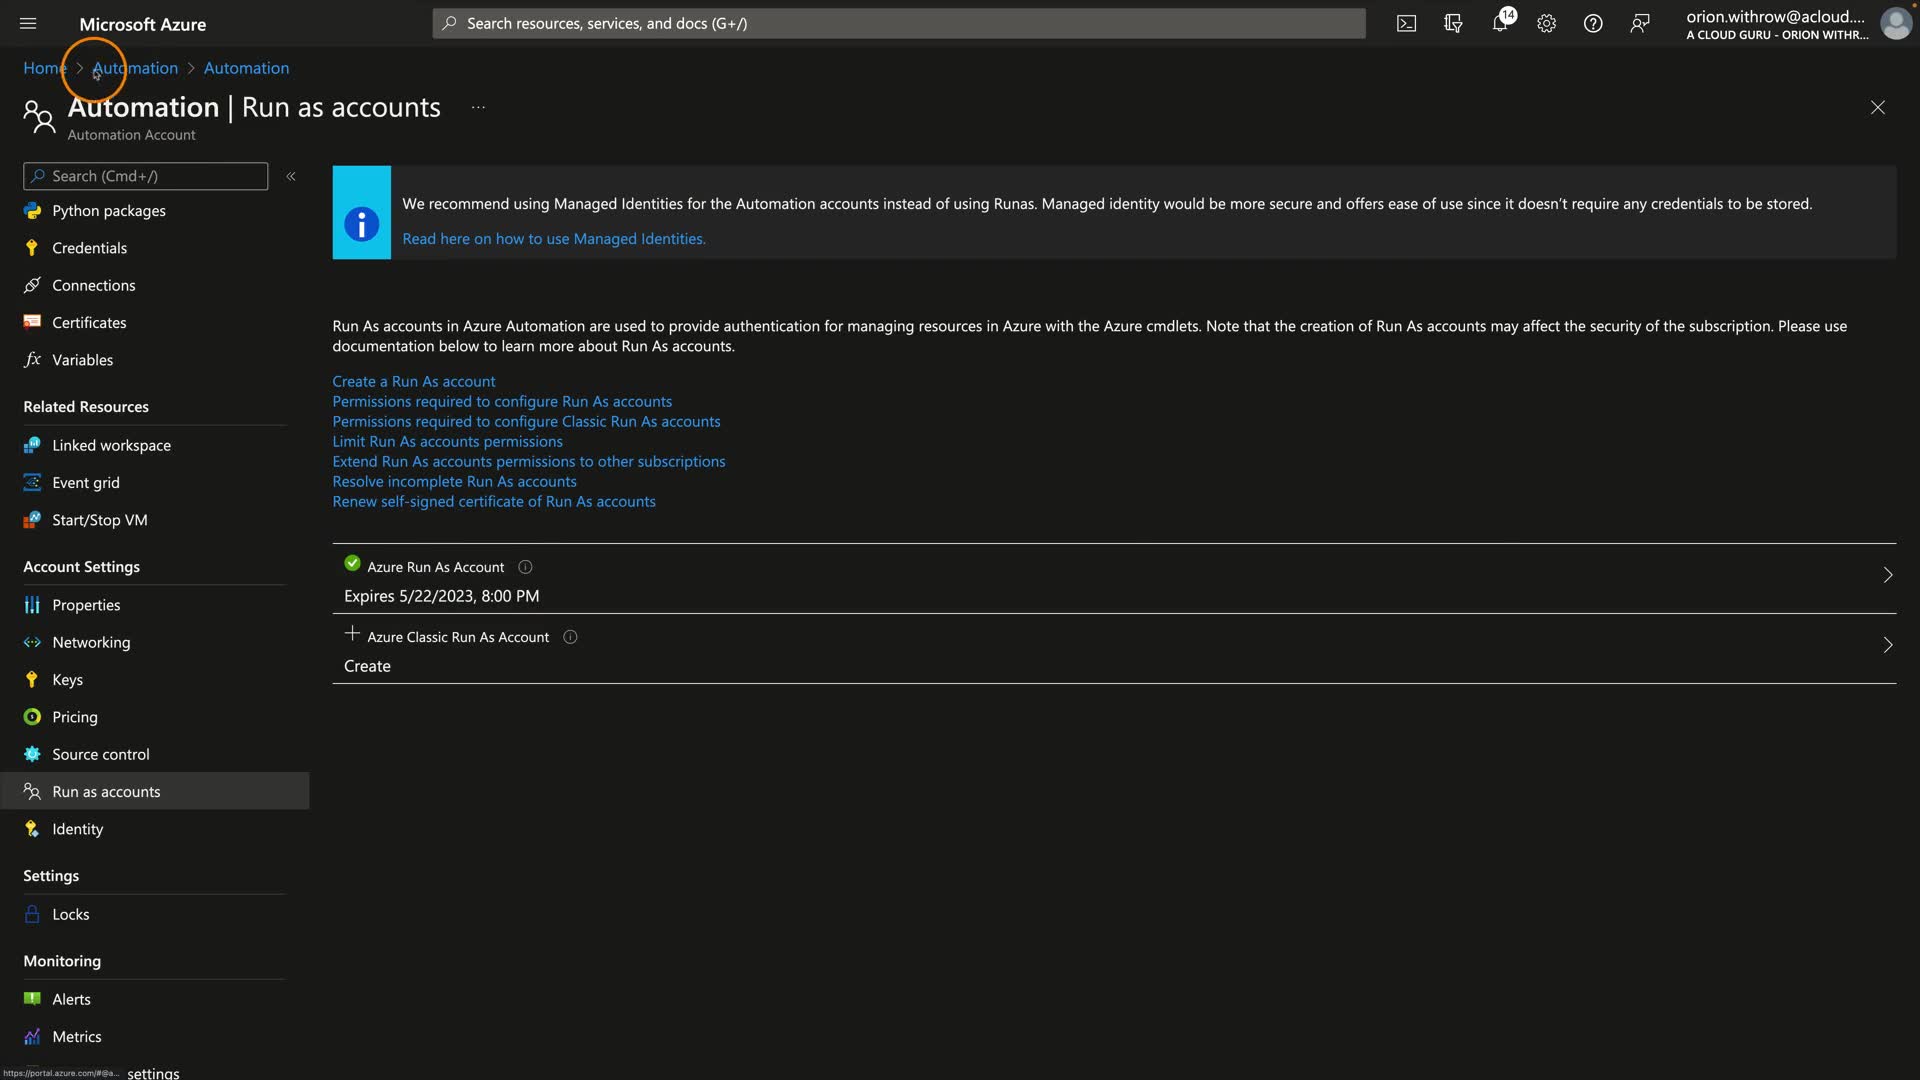 Microsoft Azure
Search resources, services, and docs (G+/)
14
orion.withrow@acloud....
A CLOUD GURU - ORION WITHR...
Home > Automation > Automation
Automation | Run as accounts ...
Automation Account
Search (Cmd+/)
«
Python packages
Credentials
Connections
Certificates
Variables
Related Resources
Linked workspace
Event grid
Start/Stop VM
Account Settings
Properties
Networking
Keys
Pricing
Source control
Run as accounts
Identity
Settings
Locks
Monitoring
Alerts
Metrics
settings
https://portal.azure.com/#@a...
We recommend using Managed Identities for the Automation accounts instead of using Runas. Managed identity would be more secure and offers ease of use since it doesn't require any credentials to be stored.
Read here on how to use Managed Identities.
Run As accounts in Azure Automation are used to provide authentication for managing resources in Azure with the Azure cmdlets. Note that the creation of Run As accounts may affect the security of the subscription. Please use
documentation below to learn more about Run As accounts.
Create a Run As account
Permissions required to configure Run As accounts
Permissions required to configure Classic Run As accounts
Limit Run As accounts permissions
Extend Run As accounts permissions to other subscriptions
Resolve incomplete Run As accounts
Renew self-signed certificate of Run As accounts
Azure Run As Account
Expires 5/22/2023, 8:00 PM
Azure Classic Run As Account
Create